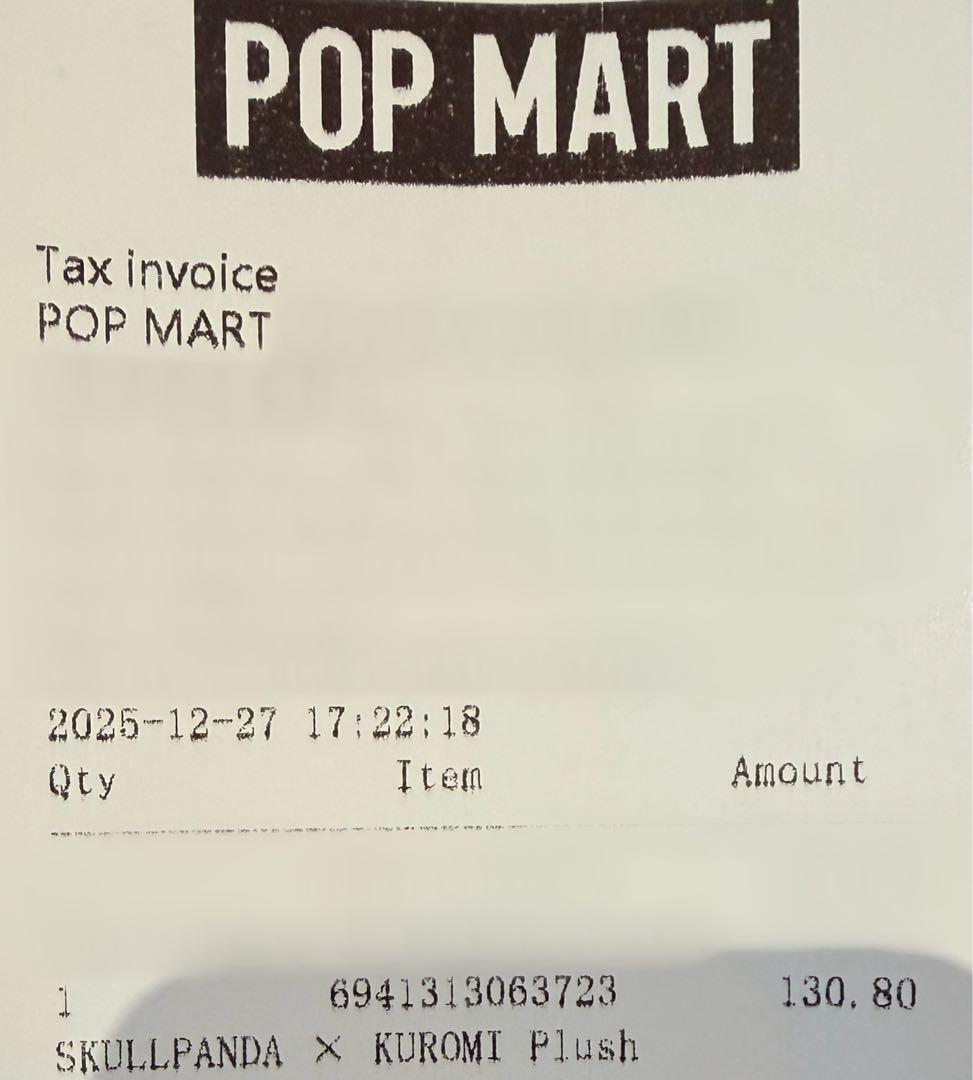 POP MART
Tax invoice
POP MART
2025-12-27 17:22:18
Qty Item Amount
1 6941313063723 130.80
SKULLPANDA × KUROMI Plush